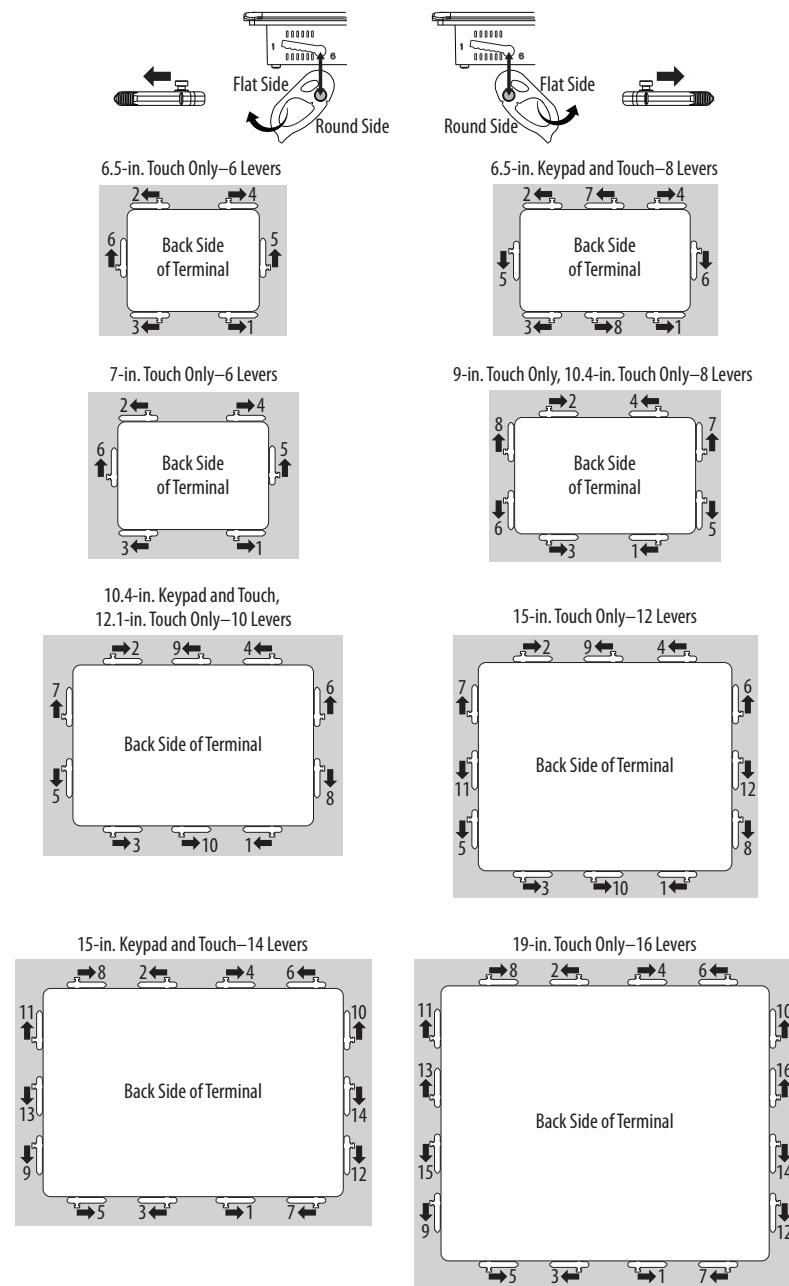 1 6
1 6
Flat Side
Flat Side
Round Side
Round Side
6.5-in. Touch Only–6 Levers
2 4
6 5
Back Side
of Terminal
3 1
6.5-in. Keypad and Touch–8 Levers
2 7 4
Back Side
of Terminal
5 6
3 8 1
7-in. Touch Only–6 Levers
2 4
6 5
Back Side
of Terminal
3 1
9-in. Touch Only, 10.4-in. Touch Only–8 Levers
2 4
8 7
Back Side
of Terminal
6 5
3 1
10.4-in. Keypad and Touch,
12.1-in. Touch Only–10 Levers
2 9 4
7 6
Back Side of Terminal
5 8
3 10 1
15-in. Touch Only–12 Levers
2 9 4
7 6
Back Side of Terminal
11 12
5 8
3 10 1
15-in. Keypad and Touch–14 Levers
8 2 4 6
11 10
Back Side of Terminal
13 14
9 12
5 3 1 7
19-in. Touch Only–16 Levers
8 2 4 6
11 10
13 16
Back Side of Terminal
15 14
9 12
5 3 1 7